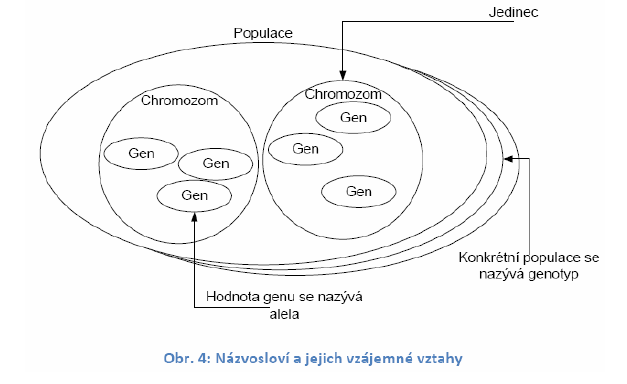 Jedinec
Populace
Chromozom
Chromozom
Gen
Gen
Gen
Gen
Gen
Gen
Konkrétní populace se
nazývá genotyp
Hodnota genu se nazývá
alela
Obr. 4: Názvosloví a jejich vzájemné vztahy